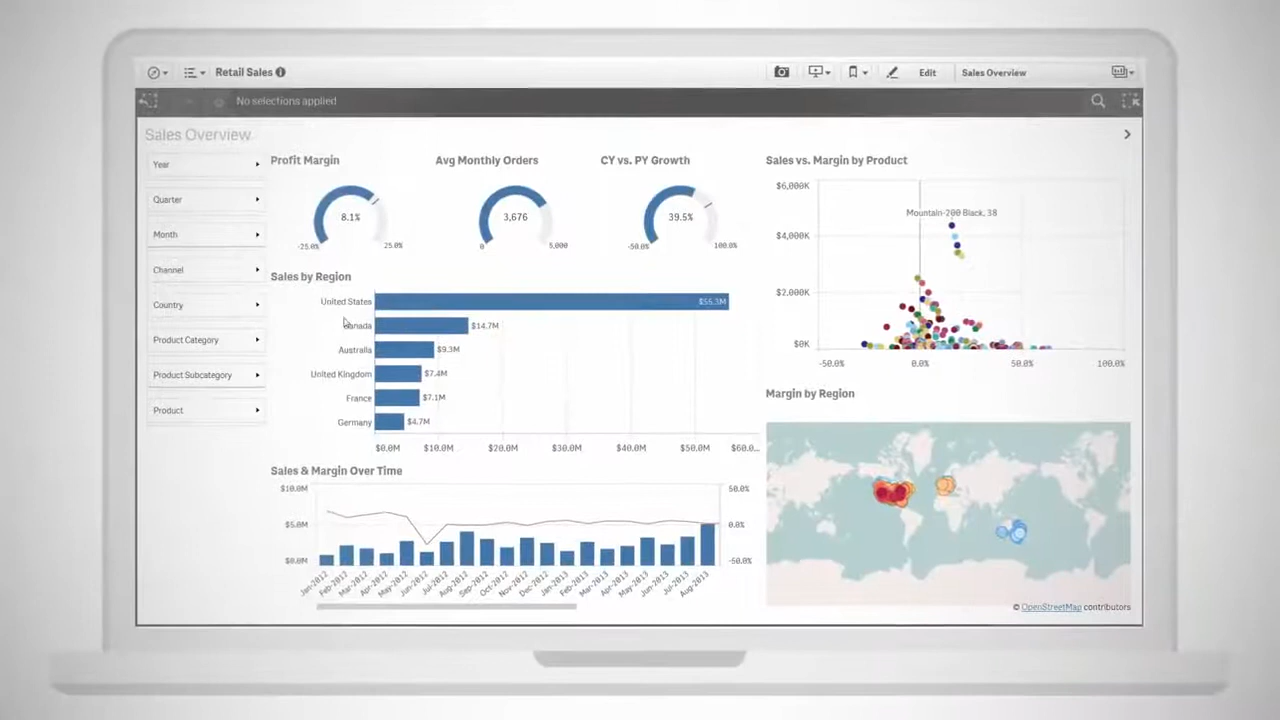 Retail Sales
Edit
Sales Overview
No selections applied
Sales Overview
Year
Quarter
Month
Channel
Country
Product Category
Product Subcategory
Product
Profit Margin
8.1%
-25.0%
25.0%
Avg Monthly Orders
3,676
0
5,000
CY vs. PY Growth
39.5%
-50.0%
100.0%
Sales by Region
United States
$55.3M
Canada
$14.7M
Australia
$9.3M
United Kingdom
$7.4M
France
$7.1M
Germany
$4.7M
$0.0M
$10.0M
$20.0M
$30.0M
$40.0M
$50.0M
$60.0...
Sales & Margin Over Time
$10.0M
$5.0M
$0.0M
50.0%
0.0%
-50.0%
Jan-2012
Feb-2012
Mar-2012
Apr-2012
May-2012
Jun-2012
Jul-2012
Aug-2012
Sep-2012
Oct-2012
Nov-2012
Dec-2012
Jan-2013
Feb-2013
Mar-2013
Apr-2013
May-2013
Jun-2013
Jul-2013
Aug-2013
Sales vs. Margin by Product
$6,000K
$4,000K
$2,000K
$0K
Mountain-200 Black, 38
-50.0%
0.0%
50.0%
100.0%
Margin by Region
© OpenStreetMap contributors